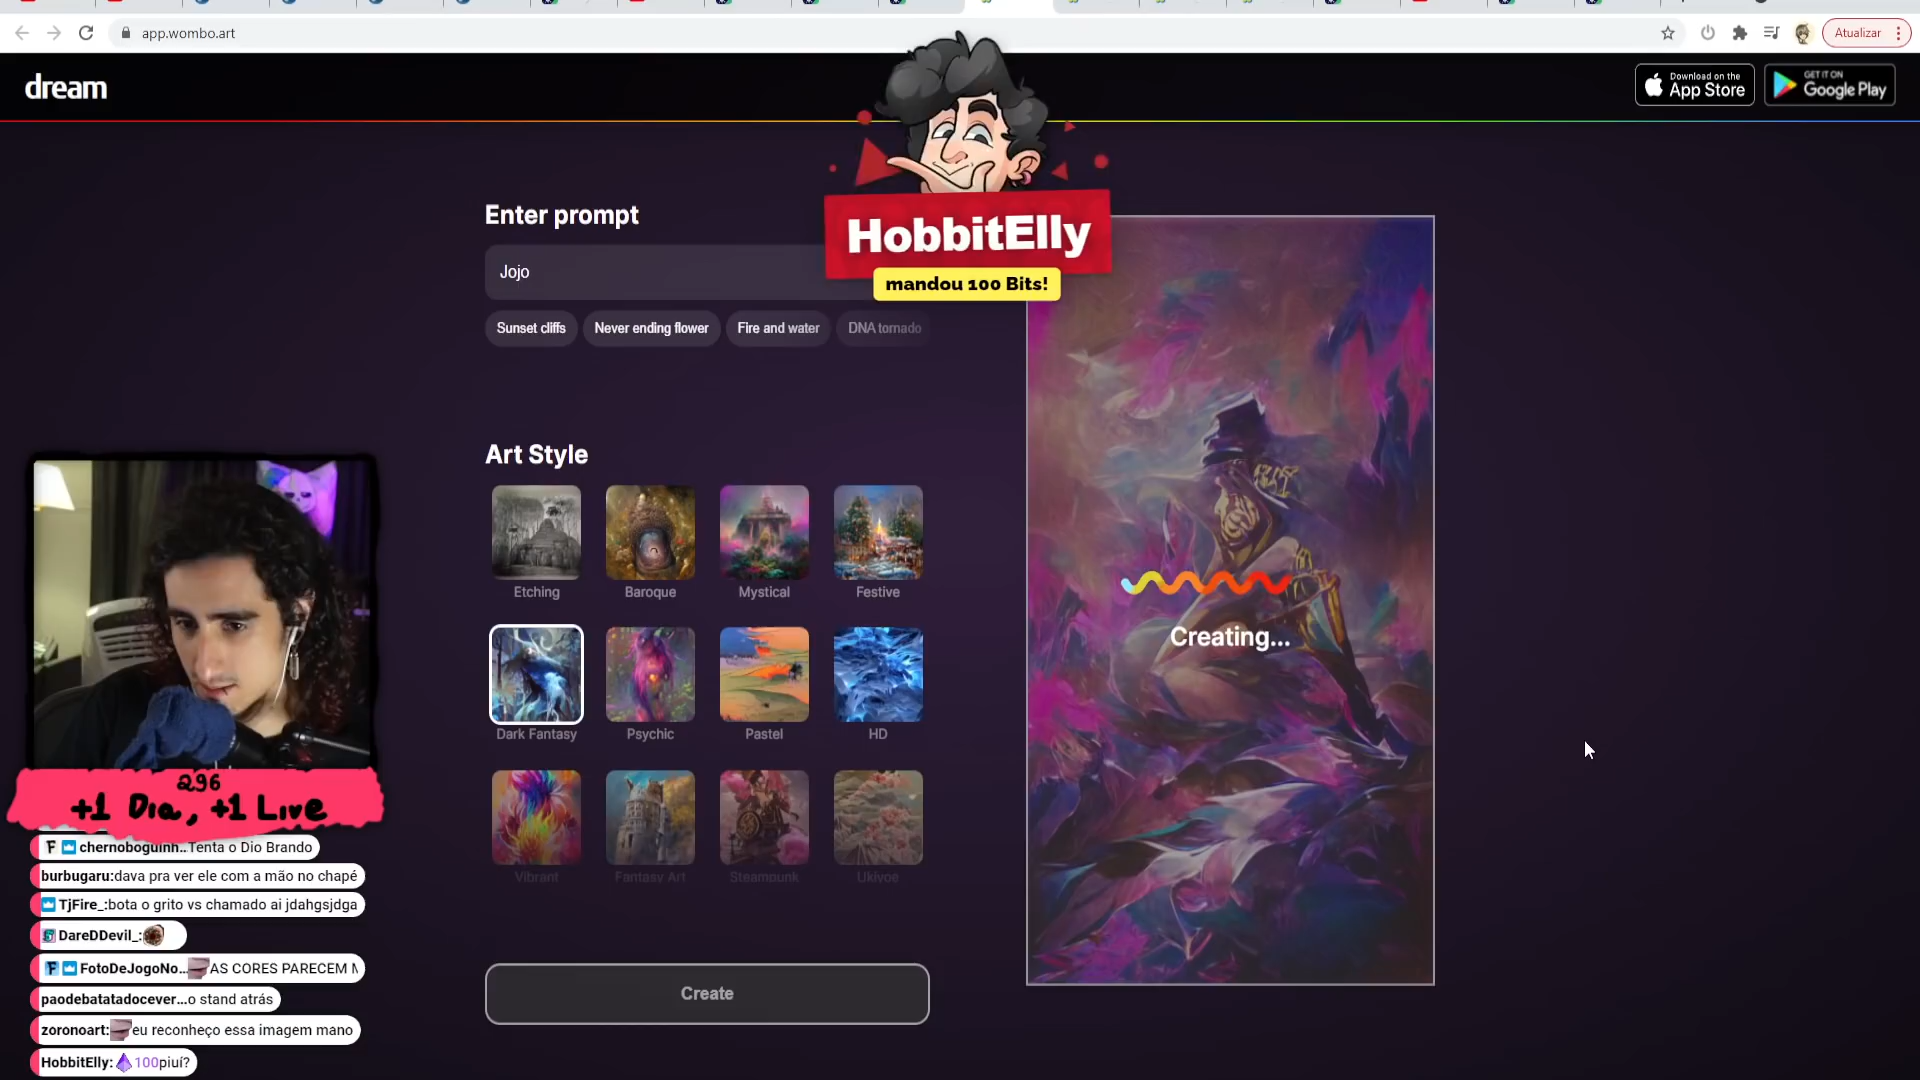 app.wombo.art
Atualizar
dream
Download on the
App Store
GET IT ON
Google Play
HobbitElly
mandou 100 Bits!
Enter prompt
Jojo
Sunset cliffs
Never ending flower
Fire and water
DNA tornado
Art Style
Etching
Baroque
Mystical
Festive
Dark Fantasy
Psychic
Pastel
HD
Vibrant
Fantasy Art
Steampunk
Ukiyoe
Create
Creating...
296
+1 Dia, +1 Live
chernoboguinh..Tenta o Dio Brando
burbugaru:dava pra ver ele com a mão no chapé
TjFire_:bota o grito vs chamado ai jdahgsjdga
DareDDevil_:
FotoDeJogoNo...AS CORES PARECEM
paodebatatadocever...o stand atrás
zoronoart:eu reconheço essa imagem mano
HobbitElly:100piuí?